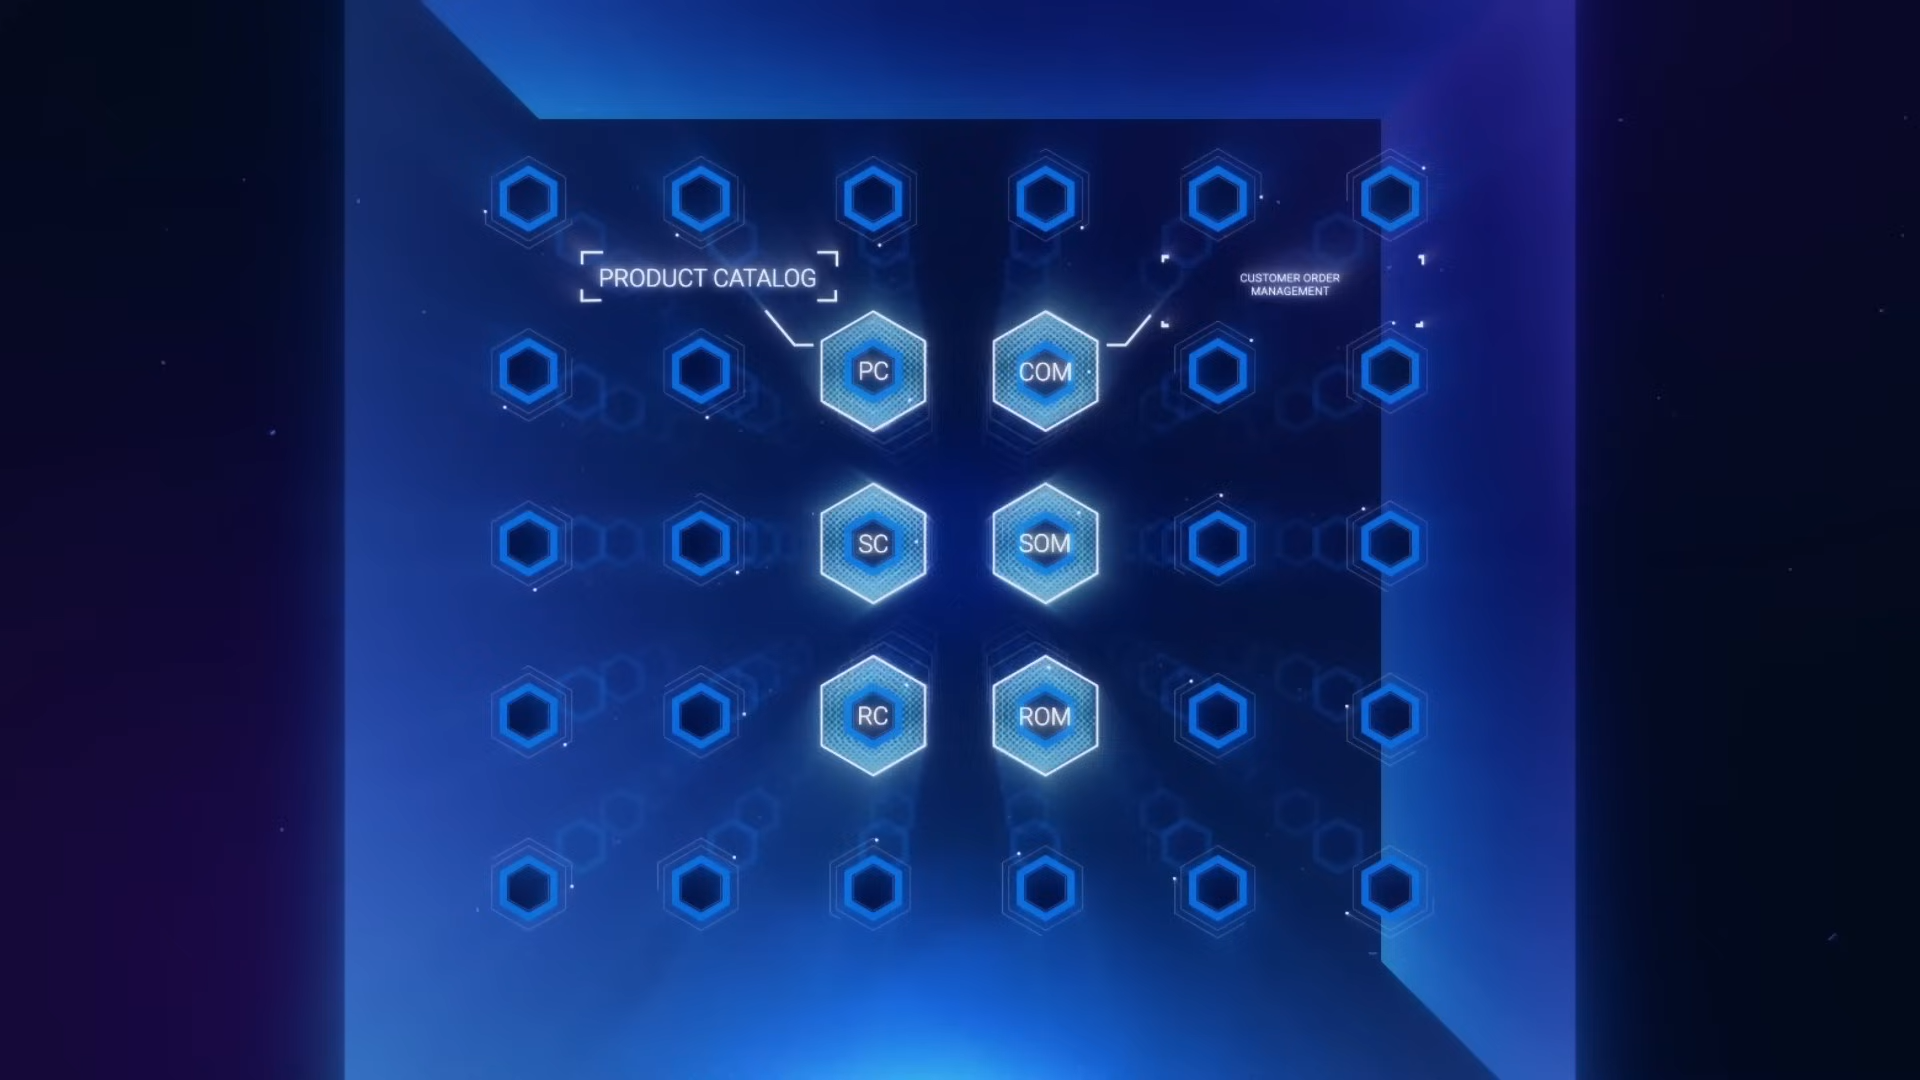 PRODUCT CATALOG
CUSTOMER ORDER
MANAGEMENT
PC
COM
SC
SOM
RC
ROM